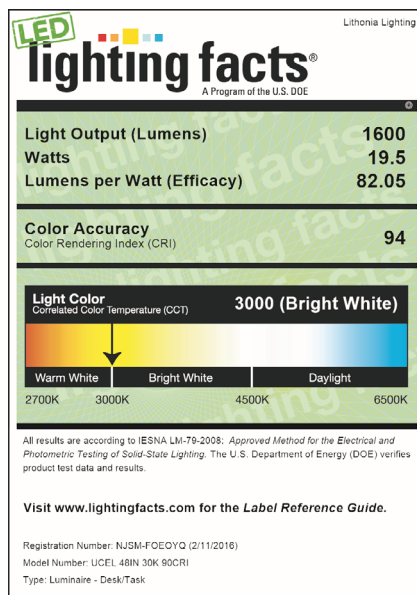 Lithonia Lighting
LED
lighting facts®
A Program of the U.S. DOE
Light Output (Lumens) 1600
Watts 19.5
Lumens per Watt (Efficacy) 82.05
Color Accuracy
Color Rendering Index (CRI) 94
Light Color
Correlated Color Temperature (CCT) 3000 (Bright White)
Warm White Bright White Daylight
2700K 3000K 4500K 6500K
All results are according to IESNA LM-79-2008: Approved Method for the Electrical and
Photometric Testing of Solid-State Lighting. The U.S. Department of Energy (DOE) verifies
product test data and results.
Visit www.lightingfacts.com for the Label Reference Guide.
Registration Number: NJSM-FOEOYQ (2/11/2016)
Model Number: UCEL 48IN 30K 90CRI
Type: Luminaire - Desk/Task